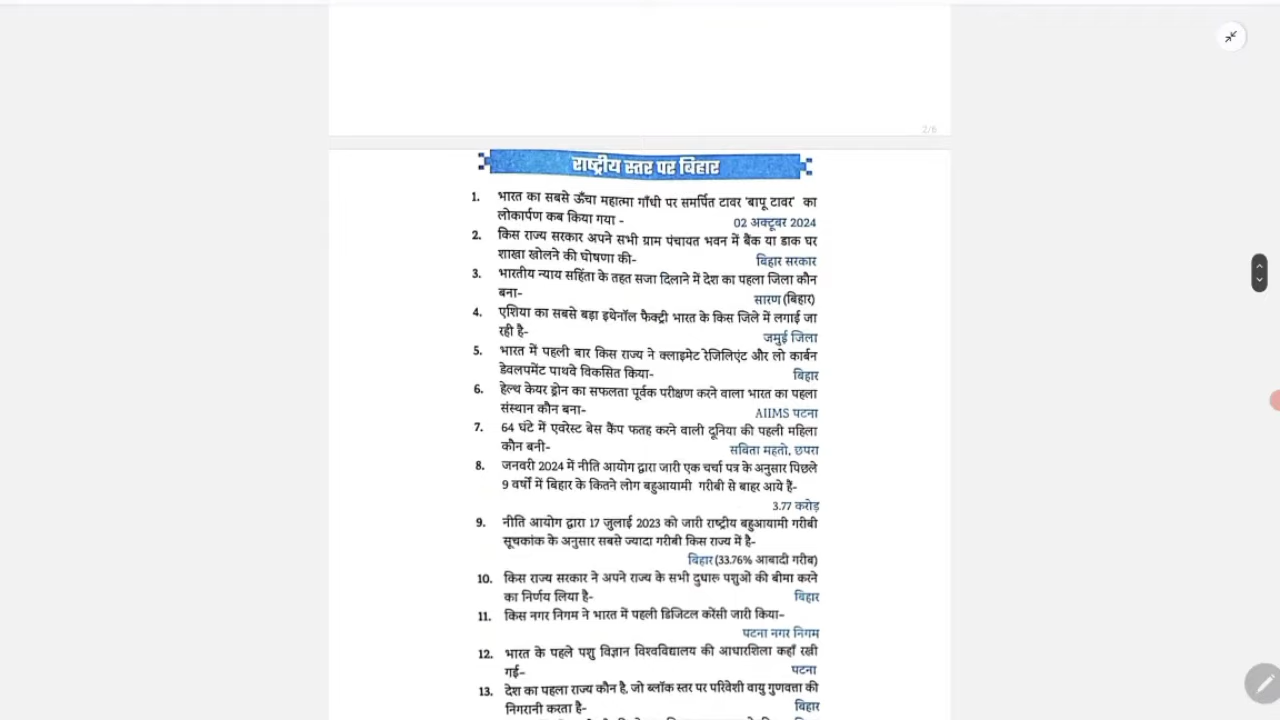 2/6
राष्ट्रीय स्तर पर बिहार
1. भारत का सबसे ऊँचा महात्मा गाँधी पर समर्पित टावर 'बापू टावर' का
लोकार्पण कब किया गया - 02 अक्टूबर 2024
2. किस राज्य सरकार अपने सभी ग्राम पंचायत भवन में बैंक या डाक घर
शाखा खोलने की घोषणा की- बिहार सरकार
3. भारतीय न्याय सहिंता के तहत सजा दिलाने में देश का पहला जिला कौन
बना- सारण (बिहार)
4. एशिया का सबसे बड़ा इथेनॉल फैक्ट्री भारत के किस जिले में लगाई जा
रही है- जमुई जिला
5. भारत में पहली बार किस राज्य ने क्लाइमेट रेजिलिएंट और लो कार्बन
डेवलपमेंट पाथवे विकसित किया- बिहार
6. हेल्थ केयर ड्रोन का सफलता पूर्वक परीक्षण करने वाला भारत का पहला
संस्थान कौन बना- AIIMS पटना
7. 64 घंटे में एवरेस्ट बेस कैंप फतह करने वाली दूनिया की पहली महिला
कौन बनी- सबिता महतो, छपरा
8. जनवरी 2024 में नीति आयोग द्वारा जारी एक चर्चा पत्र के अनुसार पिछले
9 वर्षों में बिहार के कितने लोग बहुआयामी गरीबी से बाहर आये हैं-
3.77 करोड़
9. नीति आयोग द्वारा 17 जुलाई 2023 को जारी राष्ट्रीय बहुआयामी गरीबी
सूचकांक के अनुसार सबसे ज्यादा गरीबी किस राज्य में है-
बिहार (33.76% आबादी गरीब)
10. किस राज्य सरकार ने अपने राज्य के सभी दुधारू पशुओं की बीमा करने
का निर्णय लिया है- बिहार
11. किस नगर निगम ने भारत में पहली डिजिटल करेंसी जारी किया-
पटना नगर निगम
12. भारत के पहले पशु विज्ञान विश्वविद्यालय की आधारशिला कहाँ रखी
गई- पटना
13. देश का पहला राज्य कौन है, जो ब्लॉक स्तर पर परिवेशी वायु गुणवत्ता की
निगरानी करता है- बिहार